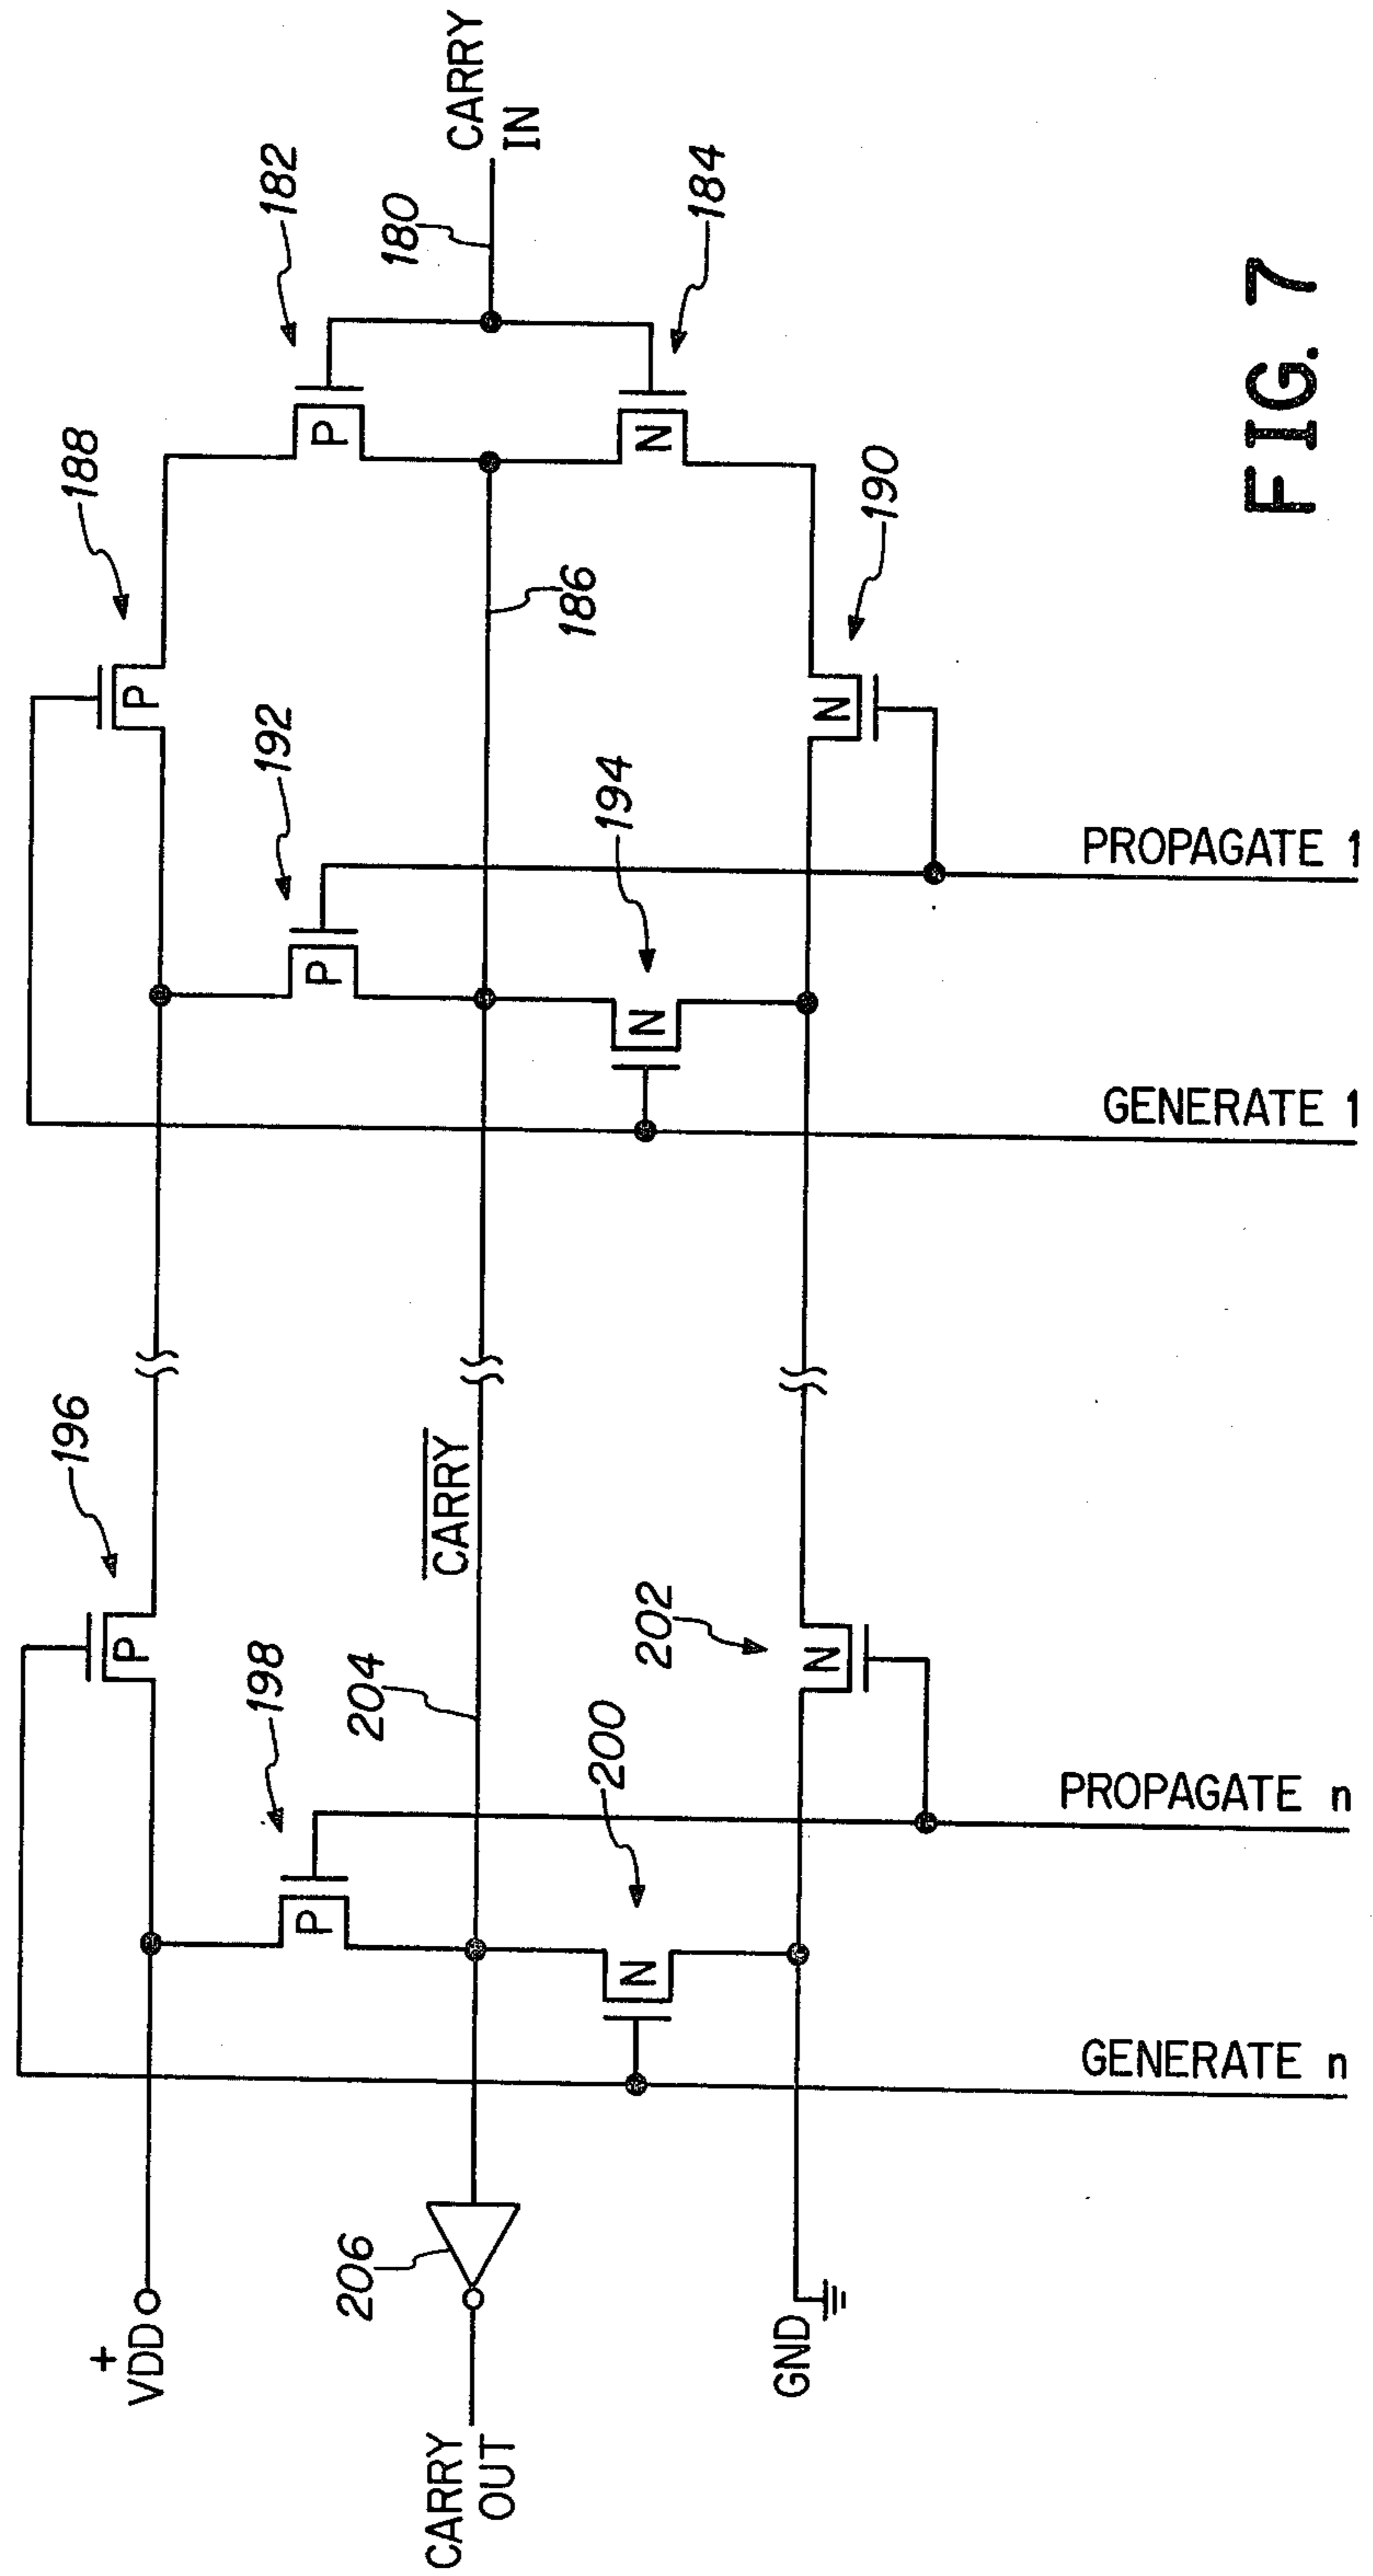 +
VDD
CARRY
OUT
GND
206
196
P
198
P
200
N
202
N
204
C̅A̅R̅R̅Y̅
GENERATE n
PROPAGATE n
188
P
192
P
194
N
190
N
186
182
P
184
N
180
CARRY
IN
GENERATE 1
PROPAGATE 1
FIG. 7